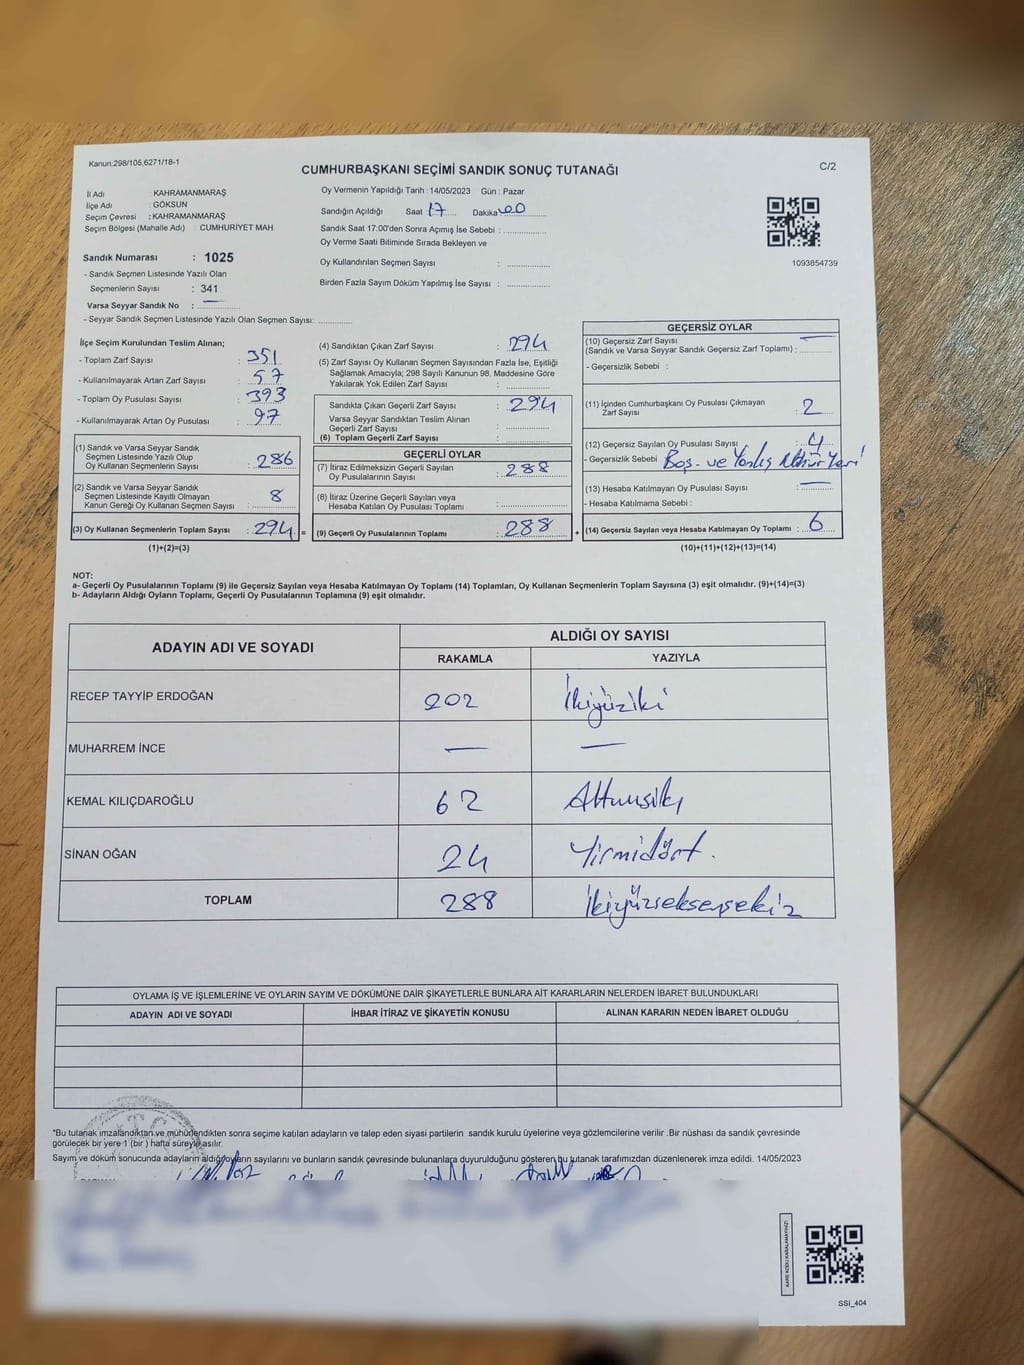 Kanun,298/105,6271/18-1
CUMHURBAŞKANI SEÇİMİ SANDIK SONUÇ TUTANAĞI
C/2
İl Adı : KAHRAMANMARAŞ
İlçe Adı : GÖKSUN
Seçim Çevresi : KAHRAMANMARAŞ
Seçim Bölgesi (Mahalle Adı) : CUMHURİYET MAH.
Sandık Numarası : 1025
- Sandık Seçmen Listesinde Yazılı Olan
Seçmenlerin Sayısı : 341
Varsa Seyyar Sandık No : —
- Seyyar Sandık Seçmen Listesinde Yazılı Olan Seçmen Sayısı:
Oy Vermenin Yapıldığı Tarih :14/05/2023 Gün : Pazar
Sandığın Açıldığı Saat 17 Dakika 00
Sandık Saat 17:00'den Sonra Açımış İse Sebebi :
Oy Verme Saati Bitiminde Sırada Bekleyen ve
Oy Kullandırılan Seçmen Sayısı :
Birden Fazla Sayım Döküm Yapılmış İse Sayısı :
1093854739
İlçe Seçim Kurulundan Teslim Alınan;
- Toplam Zarf Sayısı : 351
- Kullanılmayarak Artan Zarf Sayısı : 57
- Toplam Oy Pusulası Sayısı : 393
- Kullanılmayarak Artan Oy Pusulası : 97
(1) Sandık ve Varsa Seyyar Sandık
Seçmen Listesinde Yazılı Olup
Oy Kullanan Seçmenlerin Sayısı : 286
(2) Sandık ve Varsa Seyyar Sandık
Seçmen Listesinde Kayıtlı Olmayan
Kanun Gereği Oy Kullanan Seçmen Sayısı : 8
(3) Oy Kullanan Seçmenlerin Toplam Sayısı : 294 =
(1)+(2)=(3)
(4) Sandıktan Çıkan Zarf Sayısı : 294
(5) Zarf Sayısı Oy Kullanan Seçmen Sayısından Fazla İse, Eşitliği
Sağlamak Amacıyla; 298 Sayılı Kanunun 98. Maddesine Göre
Yakılarak Yok Edilen Zarf Sayısı :
Sandıkta Çıkan Geçerli Zarf Sayısı : 294
Varsa Seyyar Sandıktan Teslim Alınan
Geçerli Zarf Sayısı :
(6) Toplam Geçerli Zarf Sayısı :
GEÇERLİ OYLAR
(7) İtiraz Edilmeksizin Geçerli Sayılan
Oy Pusulalarının Sayısı : 288
(8) İtiraz Üzerine Geçerli Sayılan veya
Hesaba Katılan Oy Pusulası Toplamı :
(9) Geçerli Oy Pusulalarının Toplamı : 288 +
GEÇERSİZ OYLAR
(10) Geçersiz Zarf Sayısı
(Sandık ve Varsa Seyyar Sandık Geçersiz Zarf Toplamı) : —
- Geçersizlik Sebebi :
(11) İçinden Cumhurbaşkanı Oy Pusulası Çıkmayan
Zarf Sayısı : 2
(12) Geçersiz Sayılan Oy Pusulası Sayısı : 4
- Geçersizlik Sebebi : Boş - ve Yanlış Mühür Yeri
(13) Hesaba Katılmayan Oy Pusulası Sayısı : —
- Hesaba Katılmama Sebebi :
(14) Geçersiz Sayılan veya Hesaba Katılmayan Oy Toplamı : 6
(10)+(11)+(12)+(13)=(14)
NOT:
a- Geçerli Oy Pusulalarının Toplamı (9) ile Geçersiz Sayılan veya Hesaba Katılmayan Oy Toplamı (14) Toplamları, Oy Kullanan Seçmenlerin Toplam Sayısına (3) eşit olmalıdır. (9)+(14)=(3)
b- Adayların Aldığı Oyların Toplamı, Geçerli Oy Pusulalarının Toplamına (9) eşit olmalıdır.
ADAYIN ADI VE SOYADI ALDIĞI OY SAYISI
RAKAMLA YAZIYLA
RECEP TAYYİP ERDOĞAN 202 İkiyüziki
MUHARREM İNCE — —
KEMAL KILIÇDAROĞLU 62 Altmışiki
SİNAN OĞAN 24 Yirmidört.
TOPLAM 288 İkiyüzseksensekiz
OYLAMA İŞ VE İŞLEMLERİNE VE OYLARIN SAYIM VE DÖKÜMÜNE DAİR ŞİKAYETLERLE BUNLARA AİT KARARLARIN NELERDEN İBARET BULUNDUKLARI
ADAYIN ADI VE SOYADI İHBAR İTİRAZ VE ŞİKAYETİN KONUSU ALINAN KARARIN NEDEN İBARET OLDUĞU
*Bu tutanak imzalandıktan ve mühürlendikten sonra seçime katılan adayların ve talep eden siyasi partilerin sandık kurulu üyelerine veya gözlemcilerine verilir .Bir nüshası da sandık çevresinde
görülecek bir yere 1 (bir ) hafta süreyle asılır.
Sayım ve döküm sonucunda adayların aldığı oyların sayılarını ve bunların sandık çevresinde bulunanlara duyurulduğunu gösteren bu tutanak tarafımızdan düzenlenerek imza edildi. 14/05/2023
SSİ_404